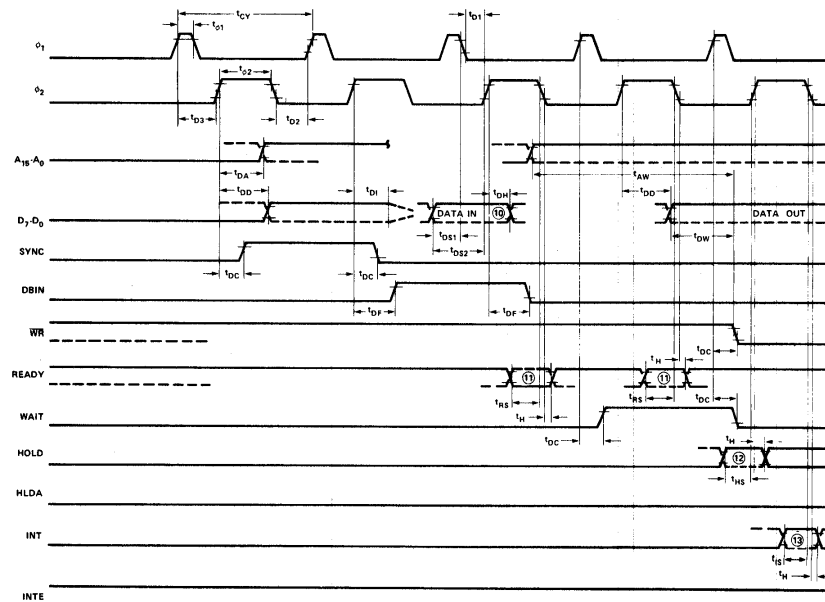 tCY
tϕ1
tD1
ϕ1
tϕ2
ϕ2
tD3
tD2
A15-A0
tDA
tAW
tDD
tDI
tDH
tDD
D7-D0
DATA IN
⑩
DATA OUT
tDS1
tDW
tDS2
SYNC
tDC
tDC
DBIN
tDF
tDF
WR
tDC
tH
READY
⑪
⑪
tRS
tRS
tDC
tH
WAIT
tDC
tH
HOLD
⑫
tHS
HLDA
INT
⑬
tIS
tH
INTE